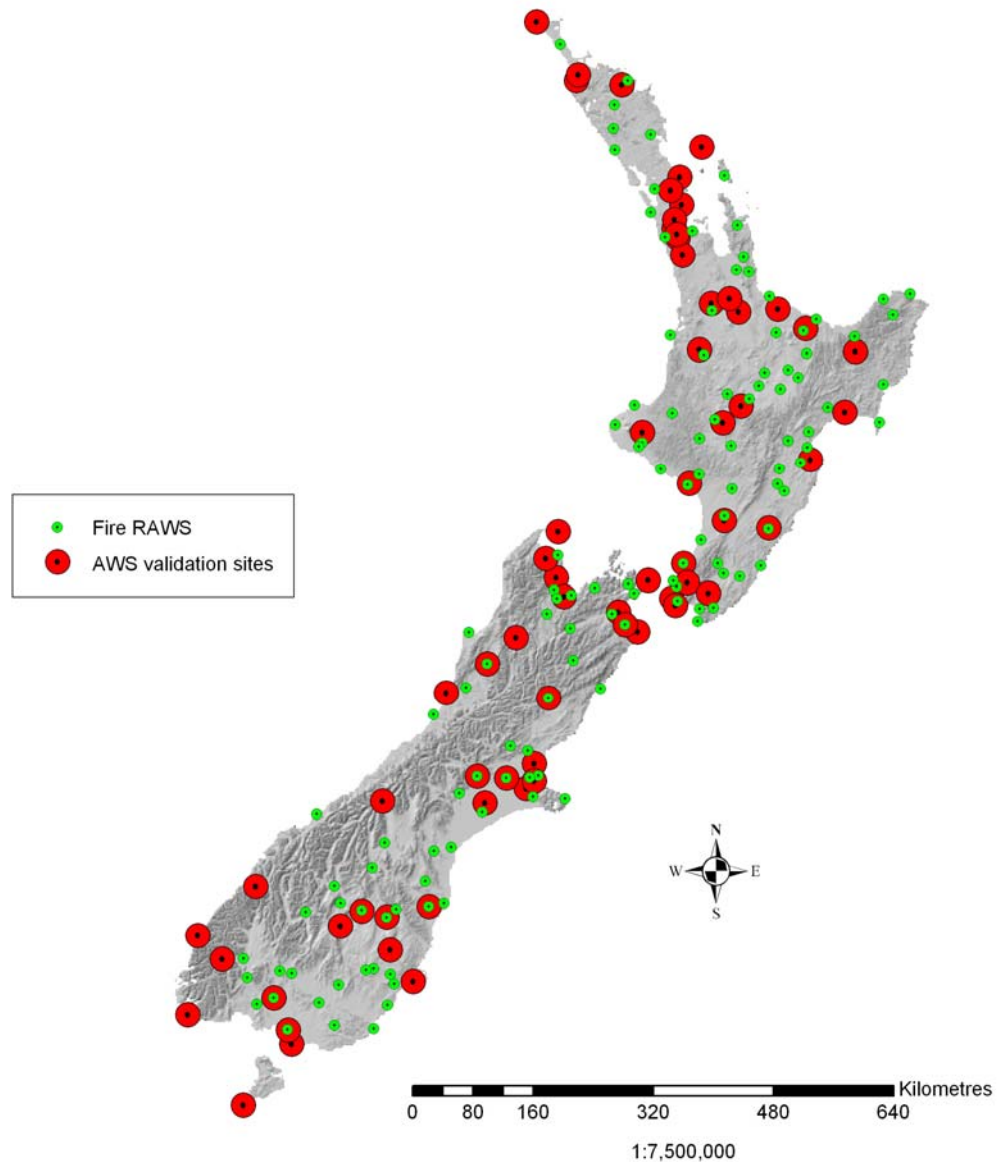 Fire RAWS
AWS validation sites
N
W E
S
Kilometres
0 80 160 320 480 640
1:7,500,000